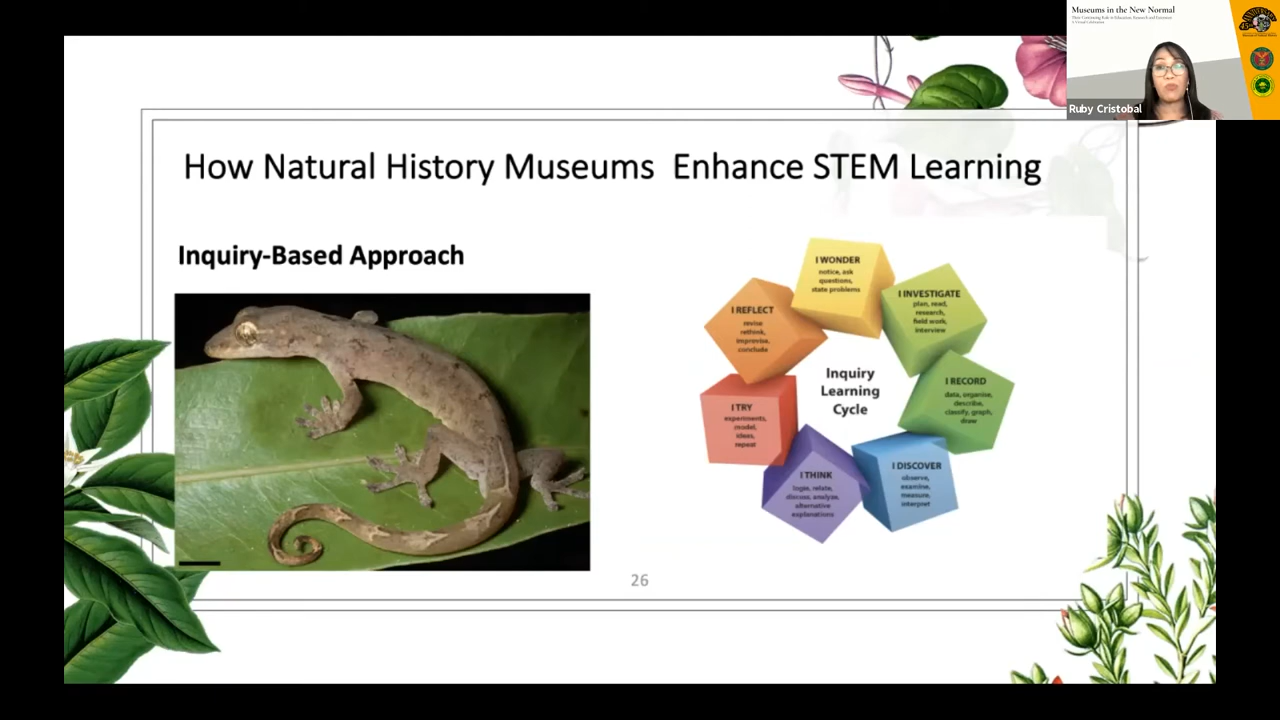 Museums in the New Normal
Ruby Cristobal
How Natural History Museums Enhance STEM Learning
Inquiry-Based Approach
I WONDER
notice, ask
questions,
state problems
I INVESTIGATE
plan, read,
research,
field work,
interview
I RECORD
data, organise,
describe,
classify, graph,
draw
I DISCOVER
observe,
examine,
measure,
interpret
I THINK
logic, relate,
discuss, analyze,
alternative
explanations
I TRY
experiments,
model,
ideas,
repeat
I REFLECT
revise
rethink,
improvise,
conclude
Inquiry
Learning
Cycle
26